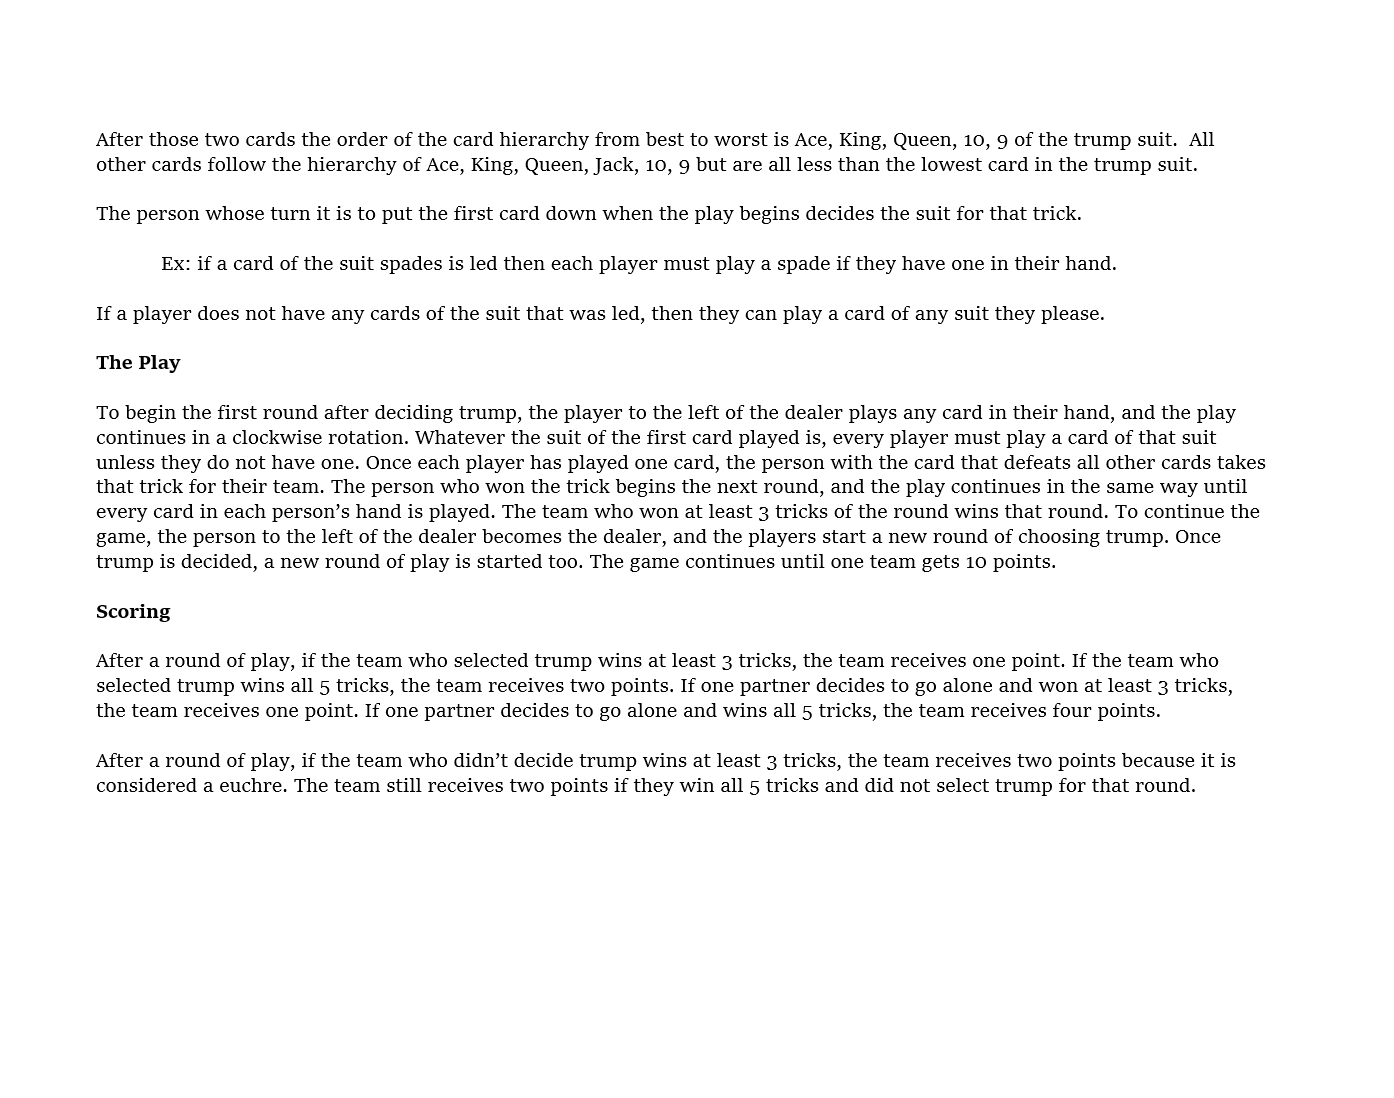 After those two cards the order of the card hierarchy from best to worst is Ace, King, Queen, 10, 9 of the trump suit.  All
other cards follow the hierarchy of Ace, King, Queen, Jack, 10, 9 but are all less than the lowest card in the trump suit.
The person whose turn it is to put the first card down when the play begins decides the suit for that trick.
Ex: if a card of the suit spades is led then each player must play a spade if they have one in their hand.
If a player does not have any cards of the suit that was led, then they can play a card of any suit they please.
The Play
To begin the first round after deciding trump, the player to the left of the dealer plays any card in their hand, and the play
continues in a clockwise rotation. Whatever the suit of the first card played is, every player must play a card of that suit
unless they do not have one. Once each player has played one card, the person with the card that defeats all other cards takes
that trick for their team. The person who won the trick begins the next round, and the play continues in the same way until
every card in each person’s hand is played. The team who won at least 3 tricks of the round wins that round. To continue the
game, the person to the left of the dealer becomes the dealer, and the players start a new round of choosing trump. Once
trump is decided, a new round of play is started too. The game continues until one team gets 10 points.
Scoring
After a round of play, if the team who selected trump wins at least 3 tricks, the team receives one point. If the team who
selected trump wins all 5 tricks, the team receives two points. If one partner decides to go alone and won at least 3 tricks,
the team receives one point. If one partner decides to go alone and wins all 5 tricks, the team receives four points.
After a round of play, if the team who didn’t decide trump wins at least 3 tricks, the team receives two points because it is
considered a euchre. The team still receives two points if they win all 5 tricks and did not select trump for that round.